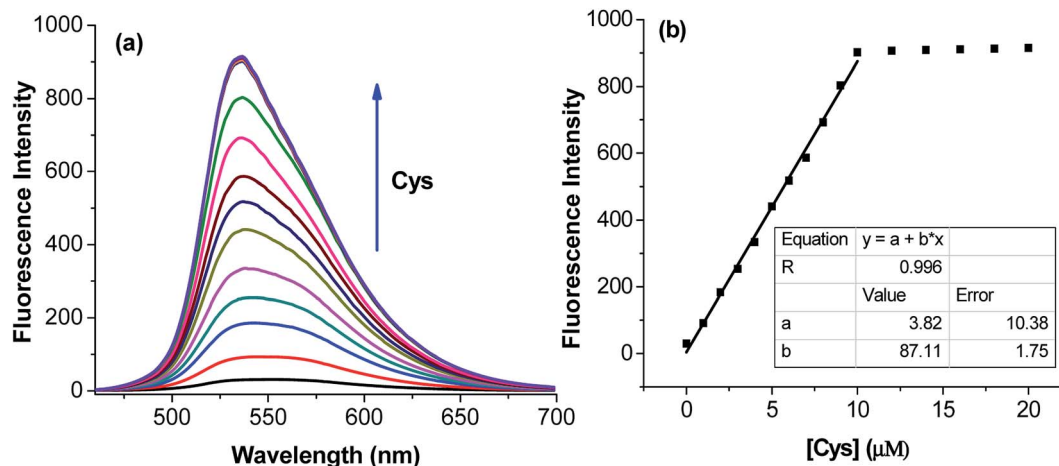 (a)
Fluorescence Intensity
1000
800
600
400
200
0
Cys
500 550 600 650 700
Wavelength (nm)
(b)
Fluorescence Intensity
1000
800
600
400
200
0
Equation y = a + b*x
R 0.996
Value Error
a 3.82 10.38
b 87.11 1.75
0 5 10 15 20
[Cys] (μM)